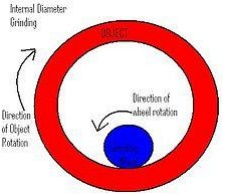 Internal Diameter
Grinding
OBJECT
Direction of
wheel rotation
Direction
of Object
Rotation